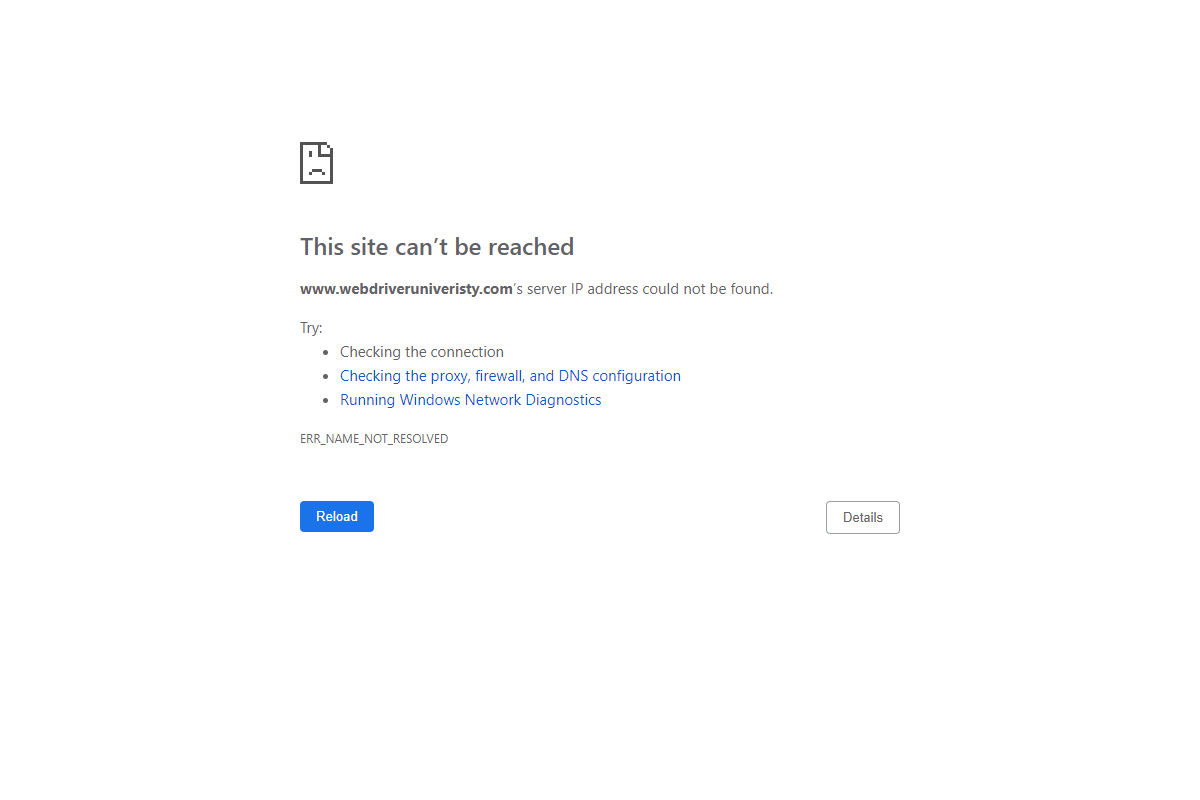 This site can’t be reached
www.webdriveruniveristy.com’s server IP address could not be found.
Try:
Checking the connection
Checking the proxy, firewall, and DNS configuration
Running Windows Network Diagnostics
ERR_NAME_NOT_RESOLVED
Reload
Details